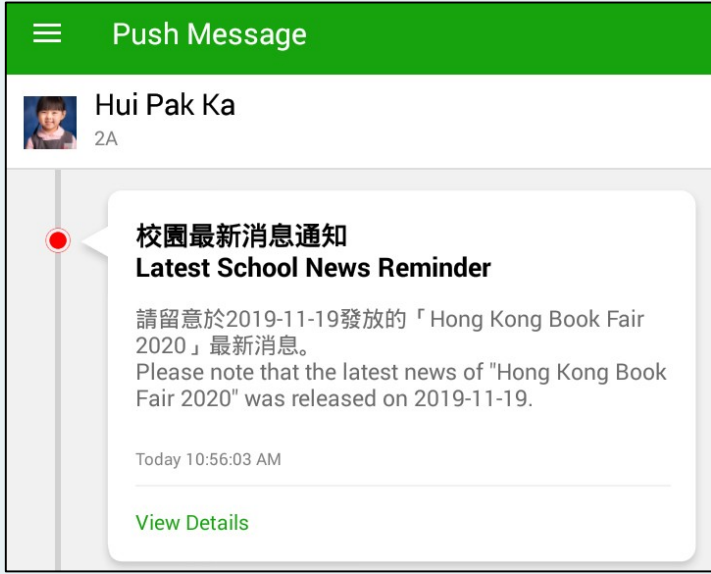 Push Message
Hui Pak Ka
2A
校園最新消息通知
Latest School News Reminder
請留意於2019-11-19發放的「Hong Kong Book Fair
2020」最新消息。
Please note that the latest news of "Hong Kong Book
Fair 2020" was released on 2019-11-19.
Today 10:56:03 AM
View Details